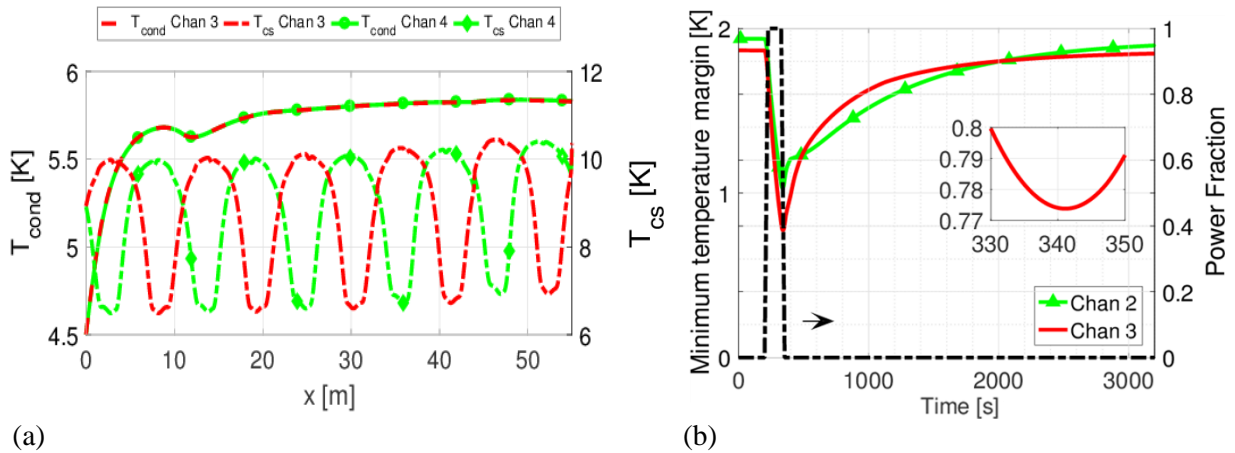 T_cond Chan 3 T_cs Chan 3 T_cond Chan 4 T_cs Chan 4
6
5.5
5
4.5
T_cond [K]
12
10
8
6
T_cs [K]
0 10 20 30 40 50
x [m]
(a)
2
1
0
Minimum temperature margin [K]
1
0.8
0.6
0.4
0.2
0
Power Fraction
0.8
0.79
0.78
0.77
330 340 350
Chan 2
Chan 3
0 1000 2000 3000
Time [s]
(b)